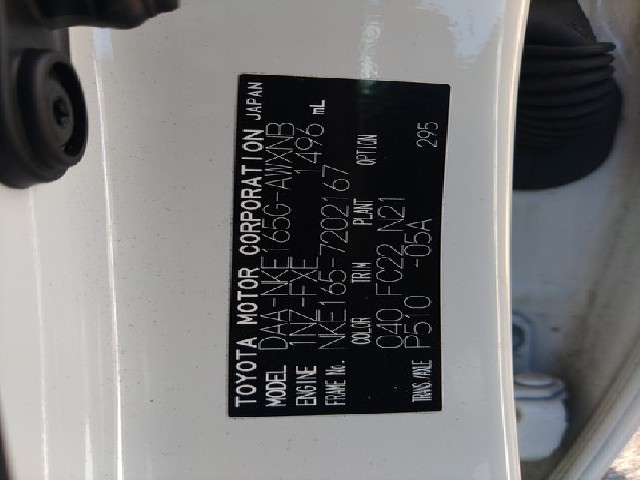 TOYOTA MOTOR CORPORATION JAPAN
MODEL DAA-NKE165G-AWXNB
ENGINE 1NZ-FXE 1496 mL
FRAME No. NKE165-7202167
COLOR TRIM PLANT OPTION
040 FC22 N21
TRANS./AXLE P510 -05A 295